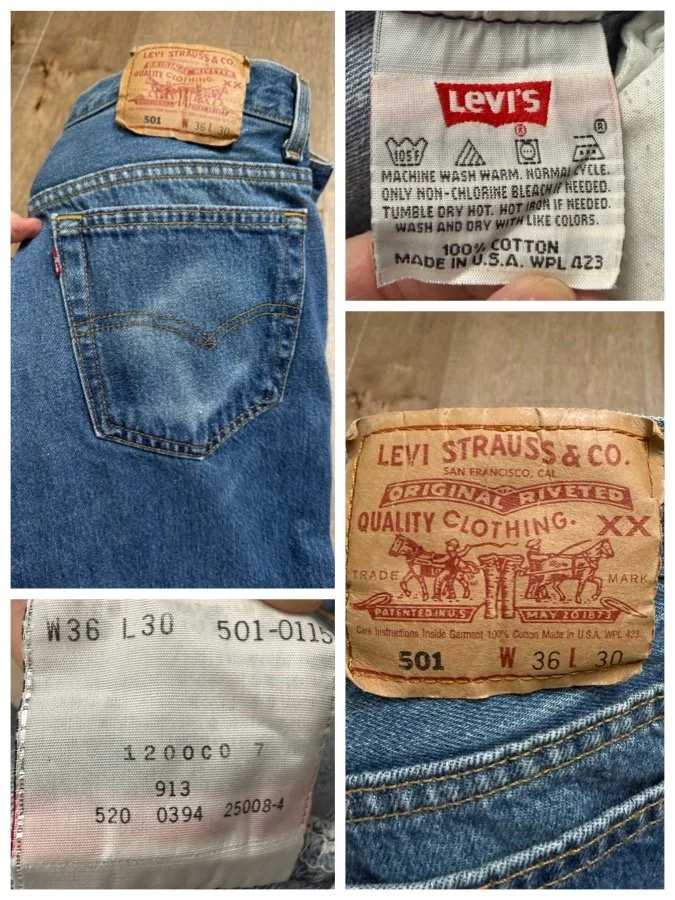 LEVI STRAUSS & CO.
ORIGINAL RIVETED
QUALITY CLOTHING.
XX
501 36 L 30
LEVI'S
®
®
105F
MACHINE WASH WARM. NORMAL CYCLE.
ONLY NON-CHLORINE BLEACH IF NEEDED.
TUMBLE DRY HOT. HOT IRON IF NEEDED.
WASH AND DRY WITH LIKE COLORS.
100% COTTON
MADE IN U.S.A. WPL 423
LEVI STRAUSS & CO.
SAN FRANCISCO, CAL
ORIGINAL RIVETED
QUALITY CLOTHING. XX
TRADE MARK
PATENTED IN U.S. MAY 20 1873
Care Instructions Inside Garment 100% Cotton Made in U.S.A. WPL 423
501 W 36 L 30
W36 L30 501-0115
1200C0 7
913
520 0394 25008-4